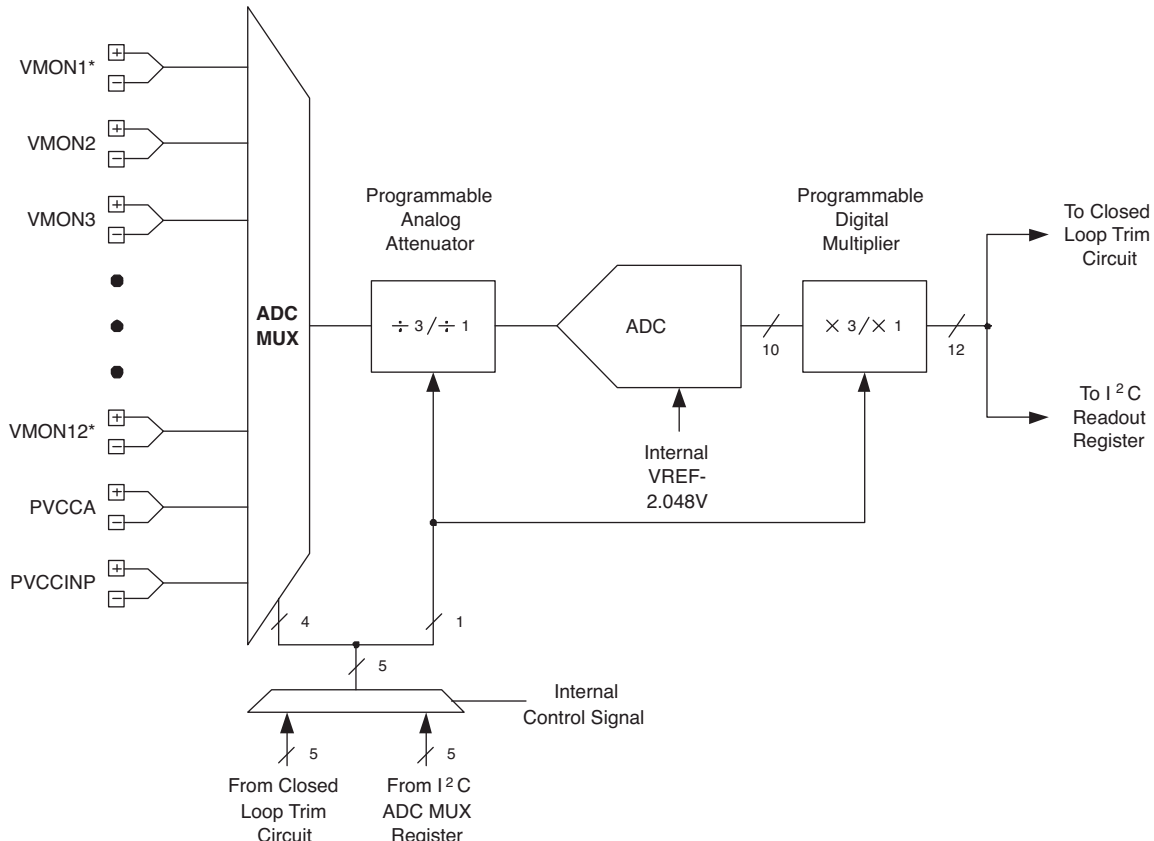 VMON1*
+
−
VMON2
+
−
VMON3
+
−
VMON12*
+
−
PVCCA
+
−
PVCCINP
+
−
ADC
MUX
Programmable
Analog
Attenuator
÷ 3 / ÷ 1
ADC
10
Internal
VREF-
2.048V
Programmable
Digital
Multiplier
× 3 / × 1
12
To Closed
Loop Trim
Circuit
To I²C
Readout
Register
4
1
5
Internal
Control Signal
5
5
From Closed
Loop Trim
Circuit
From I²C
ADC MUX
Register